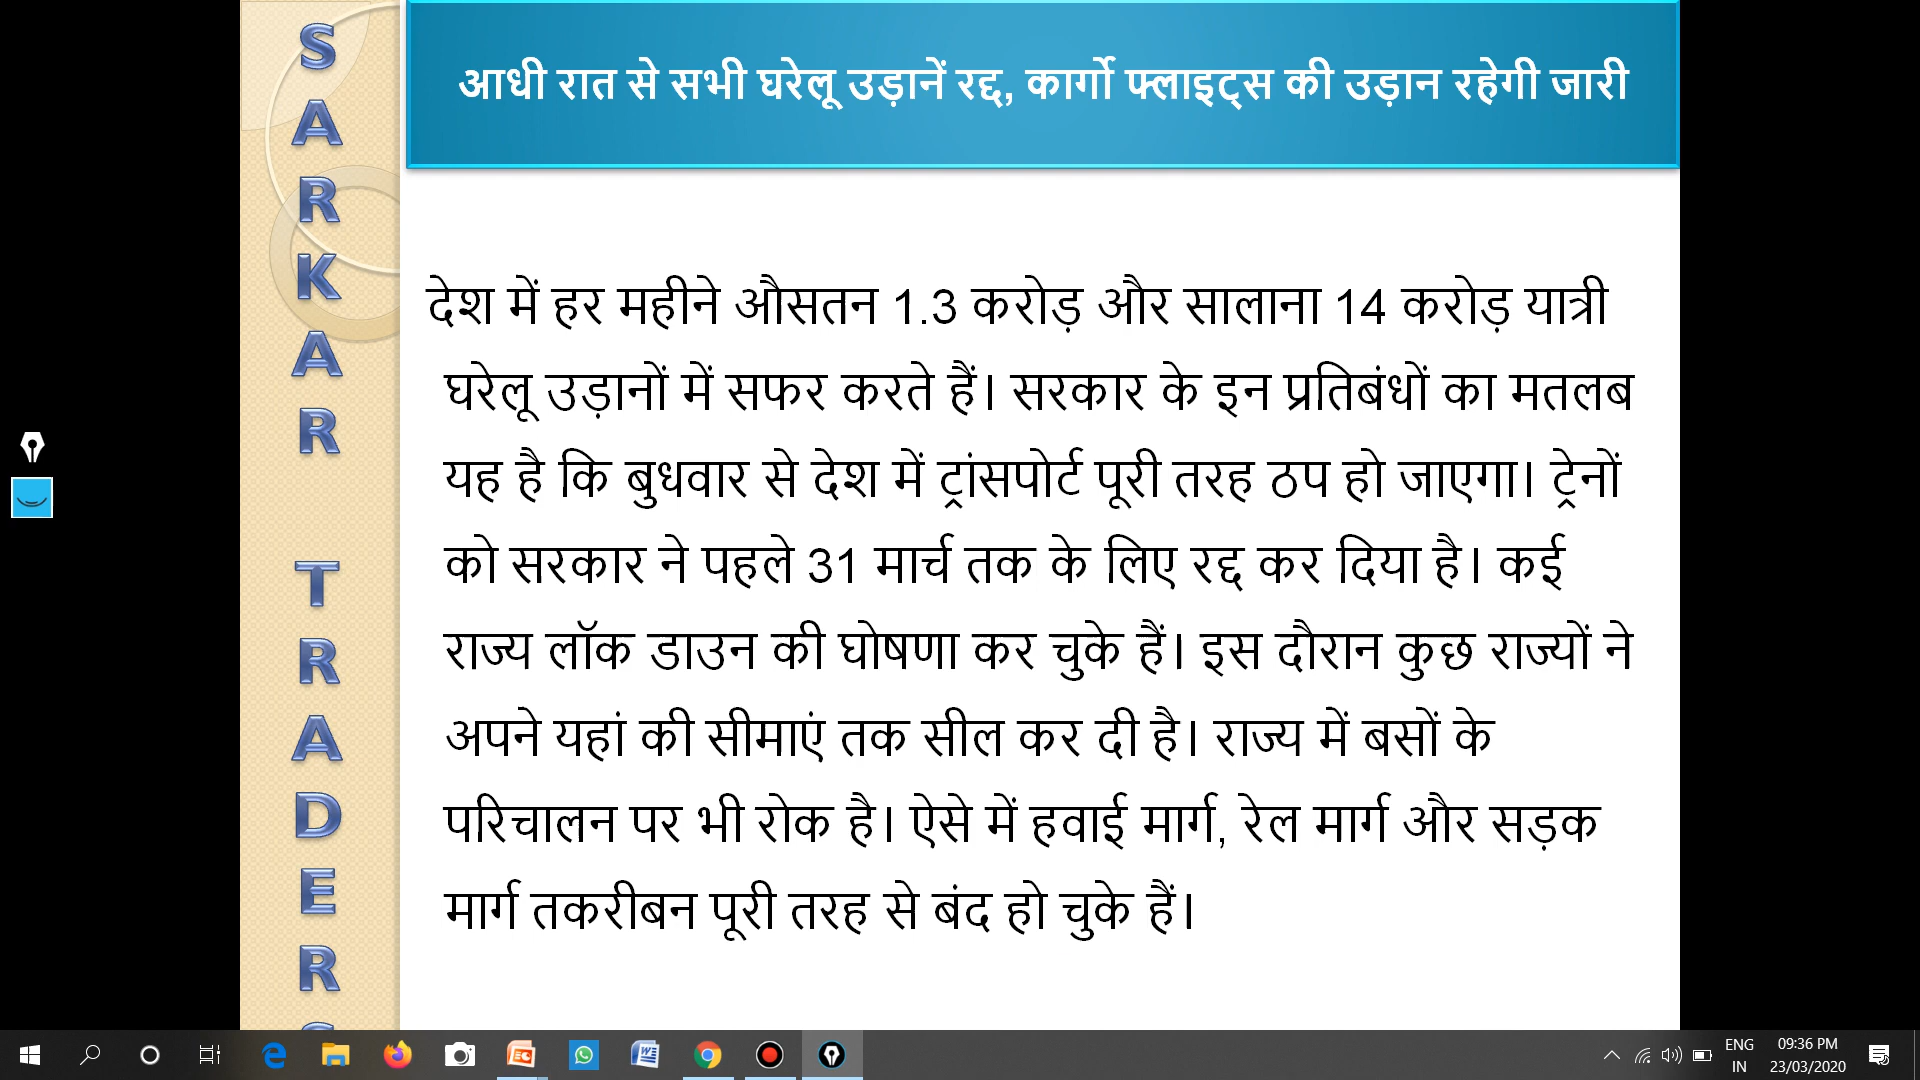 SARKAR TRADERS
आधी रात से सभी घरेलू उड़ानें रद्द, कार्गो फ्लाइट्स की उड़ान रहेगी जारी
देश में हर महीने औसतन 1.3 करोड़ और सालाना 14 करोड़ यात्री
घरेलू उड़ानों में सफर करते हैं। सरकार के इन प्रतिबंधों का मतलब
यह है कि बुधवार से देश में ट्रांसपोर्ट पूरी तरह ठप हो जाएगा। ट्रेनों
को सरकार ने पहले 31 मार्च तक के लिए रद्द कर दिया है। कई
राज्य लॉक डाउन की घोषणा कर चुके हैं। इस दौरान कुछ राज्यों ने
अपने यहां की सीमाएं तक सील कर दी है। राज्य में बसों के
परिचालन पर भी रोक है। ऐसे में हवाई मार्ग, रेल मार्ग और सड़क
मार्ग तकरीबन पूरी तरह से बंद हो चुके हैं।
ENG
IN
09:36 PM
23/03/2020